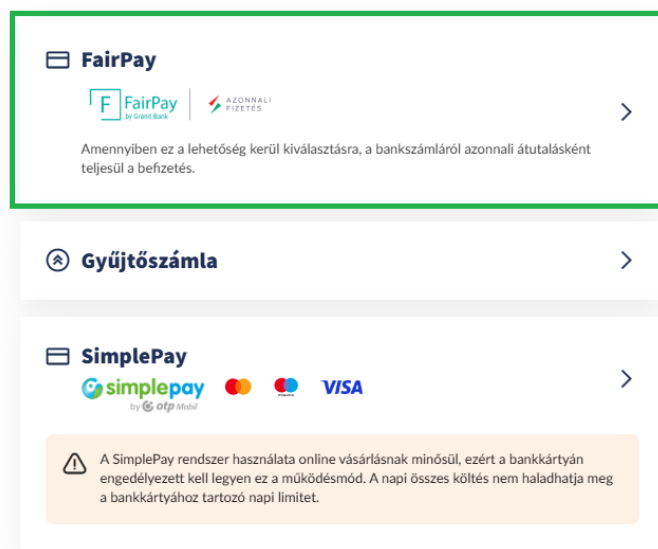 FairPay
F FairPay
by Gránit Bank
AZONNALI
FIZETÉS
Amennyiben ez a lehetőség kerül kiválasztásra, a bankszámláról azonnali átutalásként
teljesül a befizetés.
Gyűjtőszámla
SimplePay
simplepay
by otp Mobil
maestro
VISA
A SimplePay rendszer használata online vásárlásnak minősül, ezért a bankkártyán
engedélyezett kell legyen ez a működésmód. A napi összes költés nem haladhatja meg
a bankkártyához tartozó napi limitet.